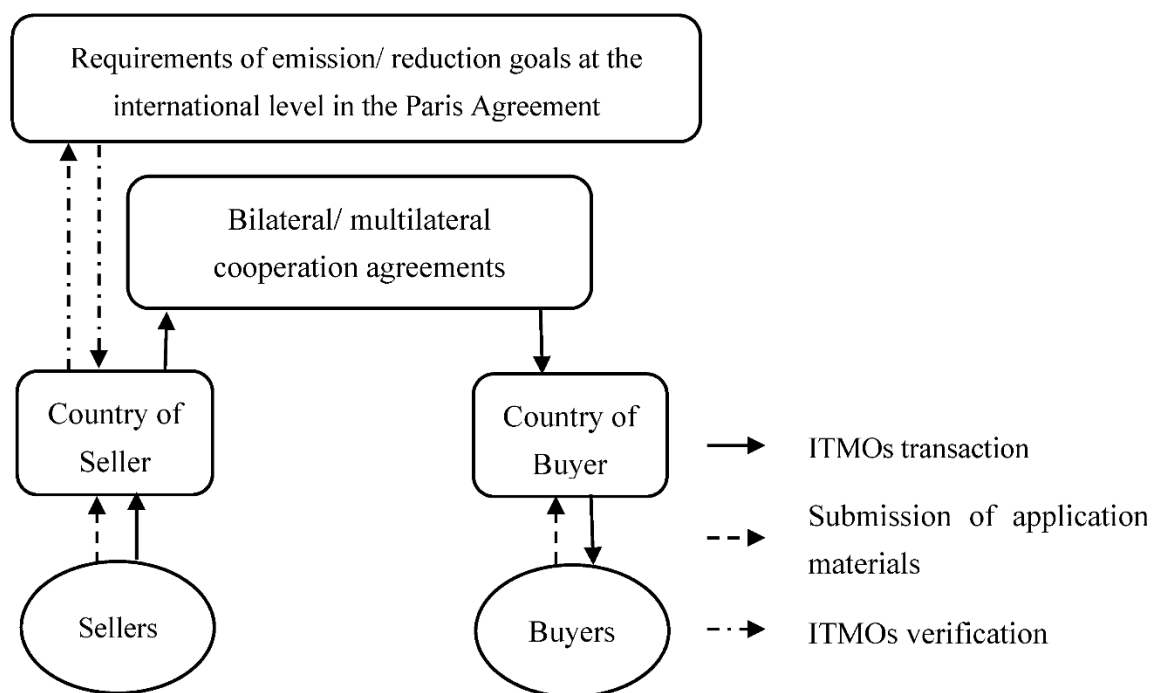 Requirements of emission/ reduction goals at the
international level in the Paris Agreement
Bilateral/ multilateral
cooperation agreements
Country of
Seller
Country of
Buyer
Sellers
Buyers
ITMOs transaction
Submission of application
materials
ITMOs verification